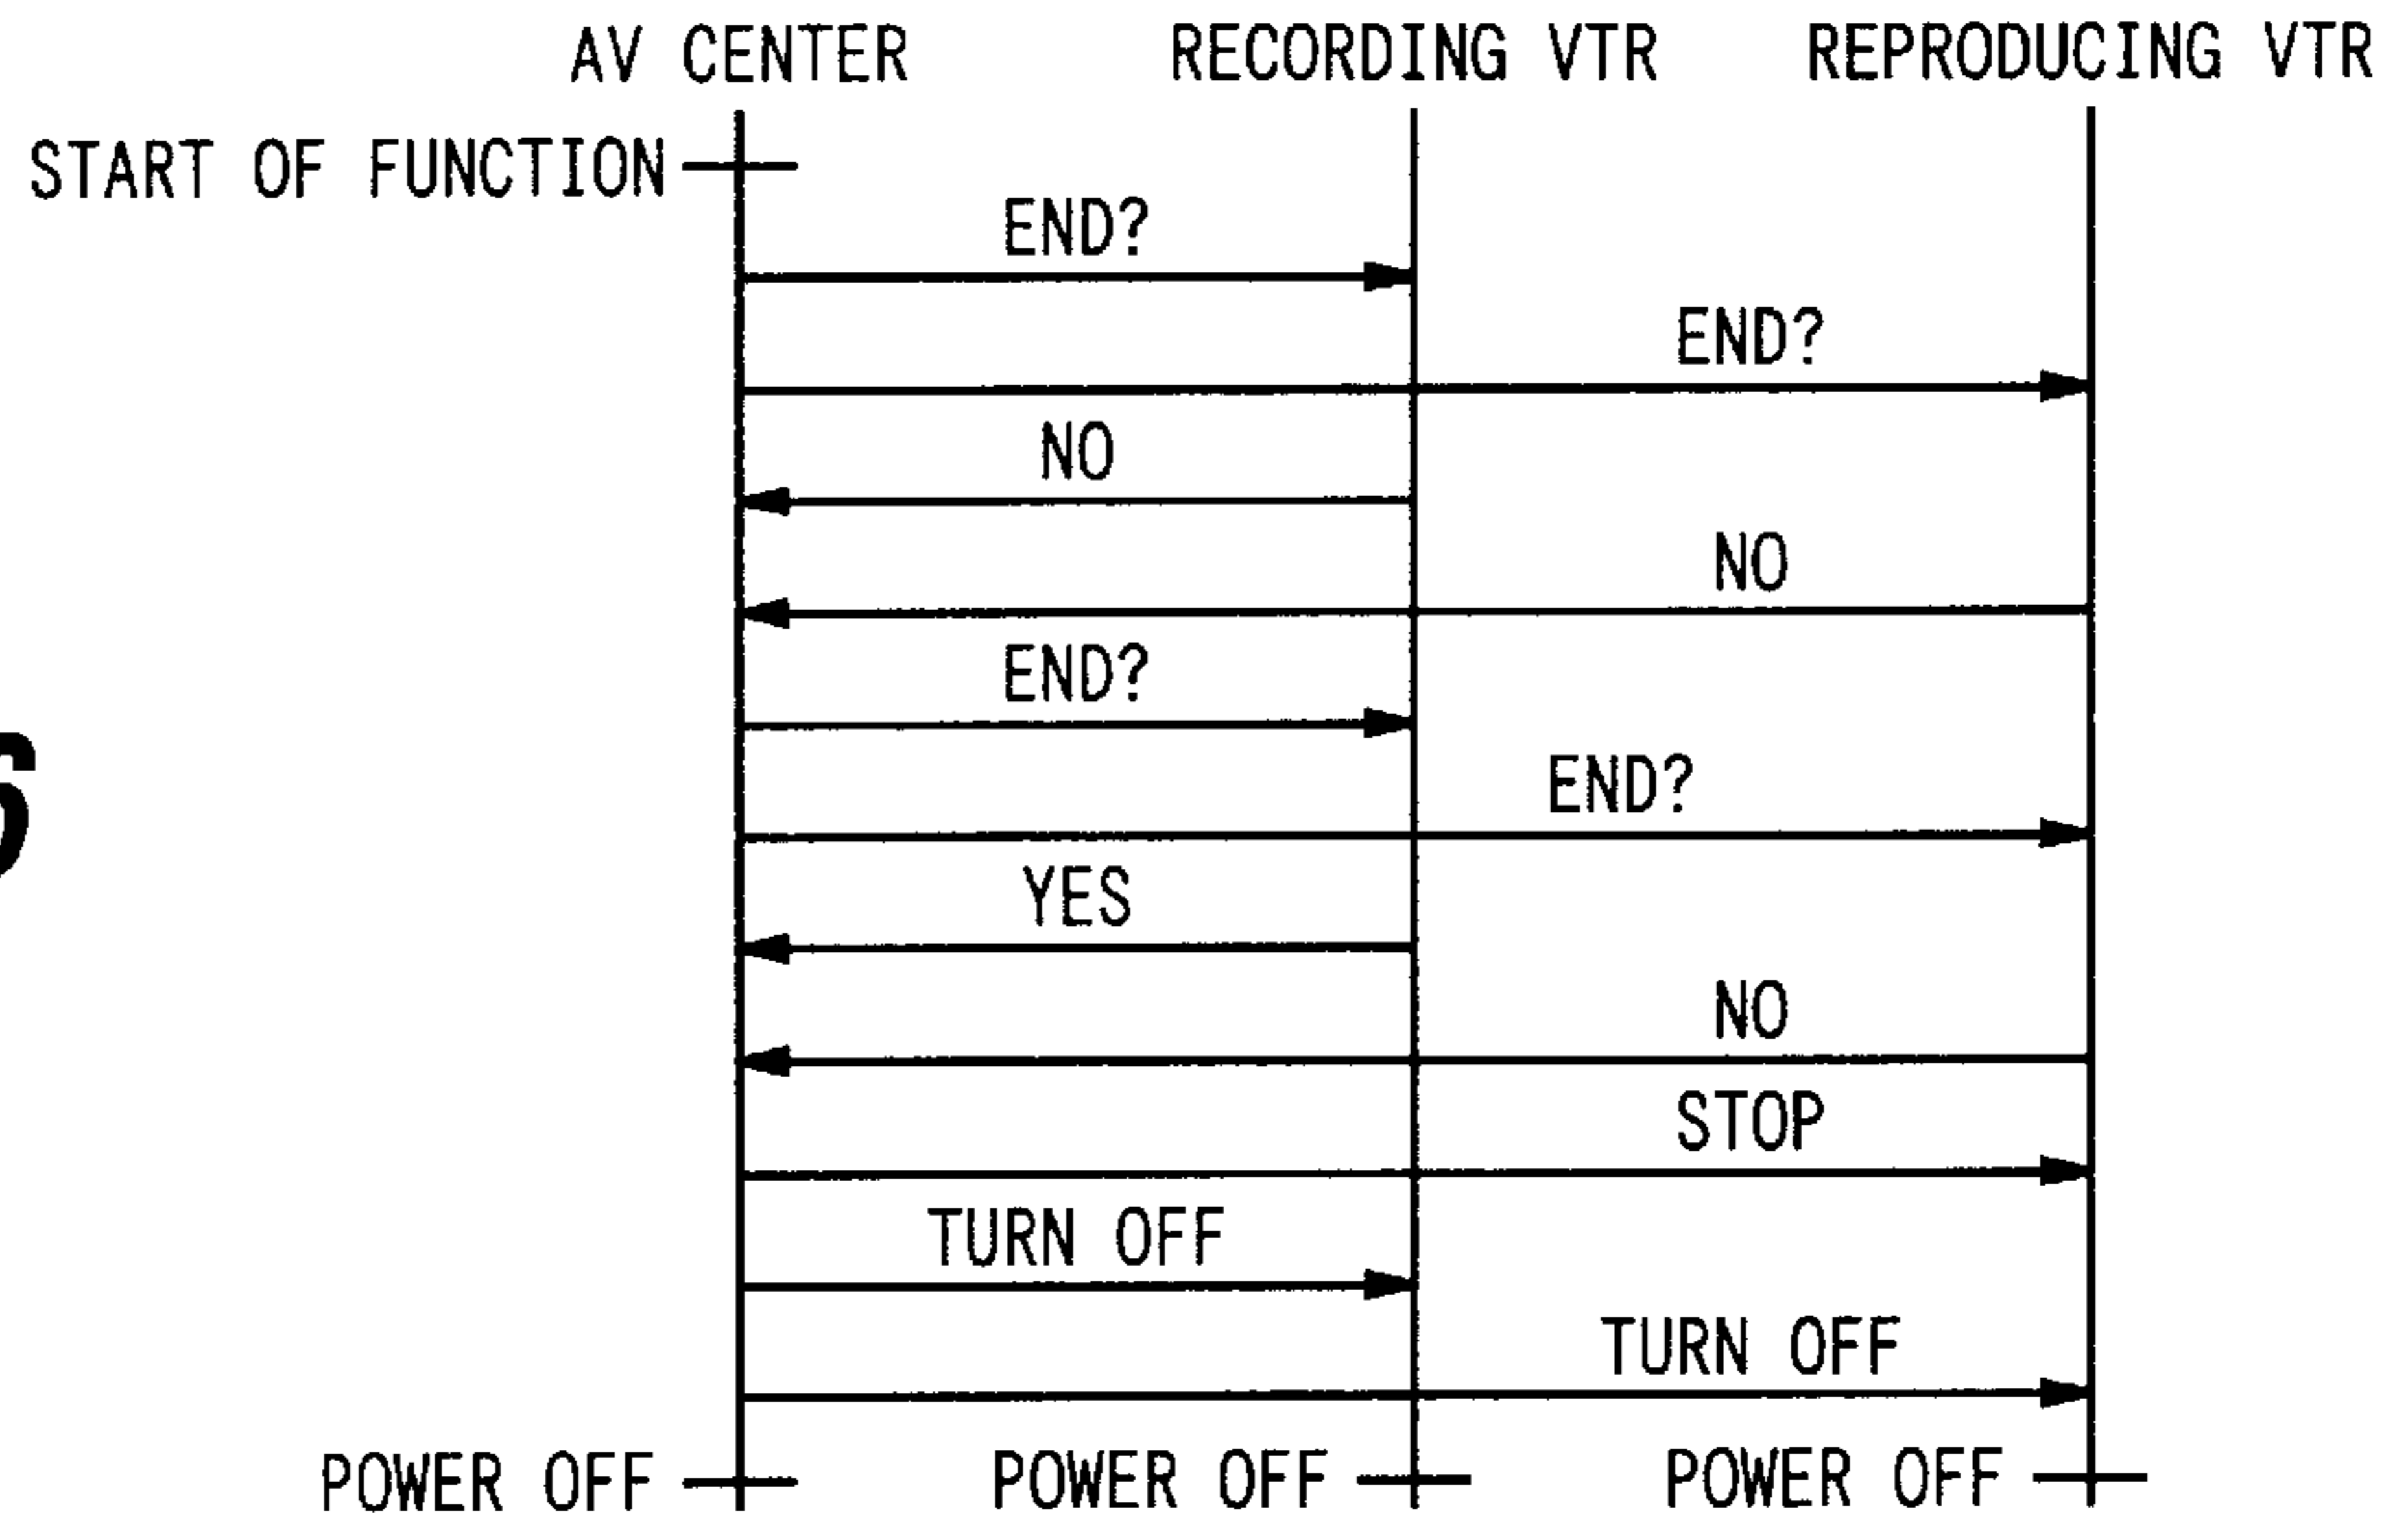 AV CENTER
RECORDING VTR
REPRODUCING VTR
START OF FUNCTION
END?
END?
NO
NO
END?
END?
YES
NO
STOP
TURN OFF
TURN OFF
POWER OFF
POWER OFF
POWER OFF